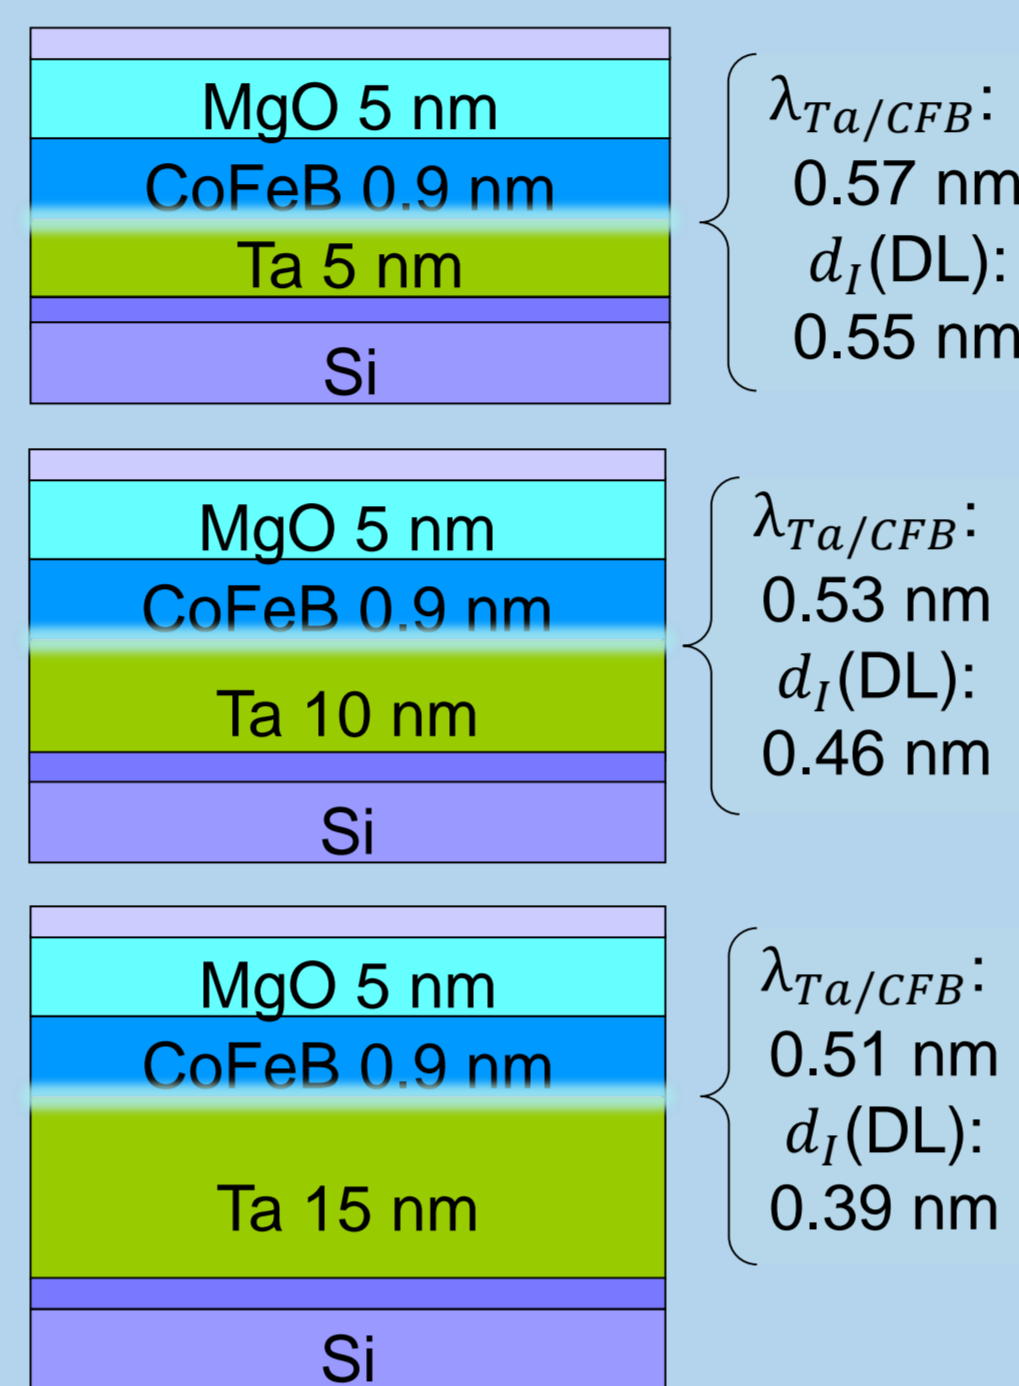 MgO 5 nm
CoFeB 0.9 nm
Ta 5 nm
Si
λTa/CFB:
0.57 nm
dI(DL):
0.55 nm
MgO 5 nm
CoFeB 0.9 nm
Ta 10 nm
Si
λTa/CFB:
0.53 nm
dI(DL):
0.46 nm
MgO 5 nm
CoFeB 0.9 nm
Ta 15 nm
Si
λTa/CFB:
0.51 nm
dI(DL):
0.39 nm